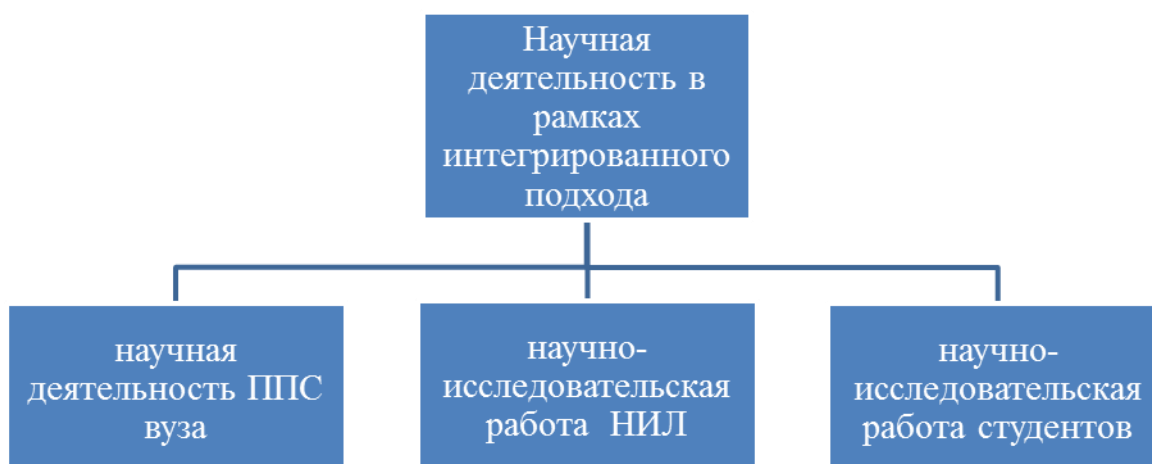 Научная
деятельность в
рамках
интегрированного
подхода
научная
деятельность ППС
вуза
научно-
исследовательская
работа НИЛ
научно-
исследовательская
работа студентов